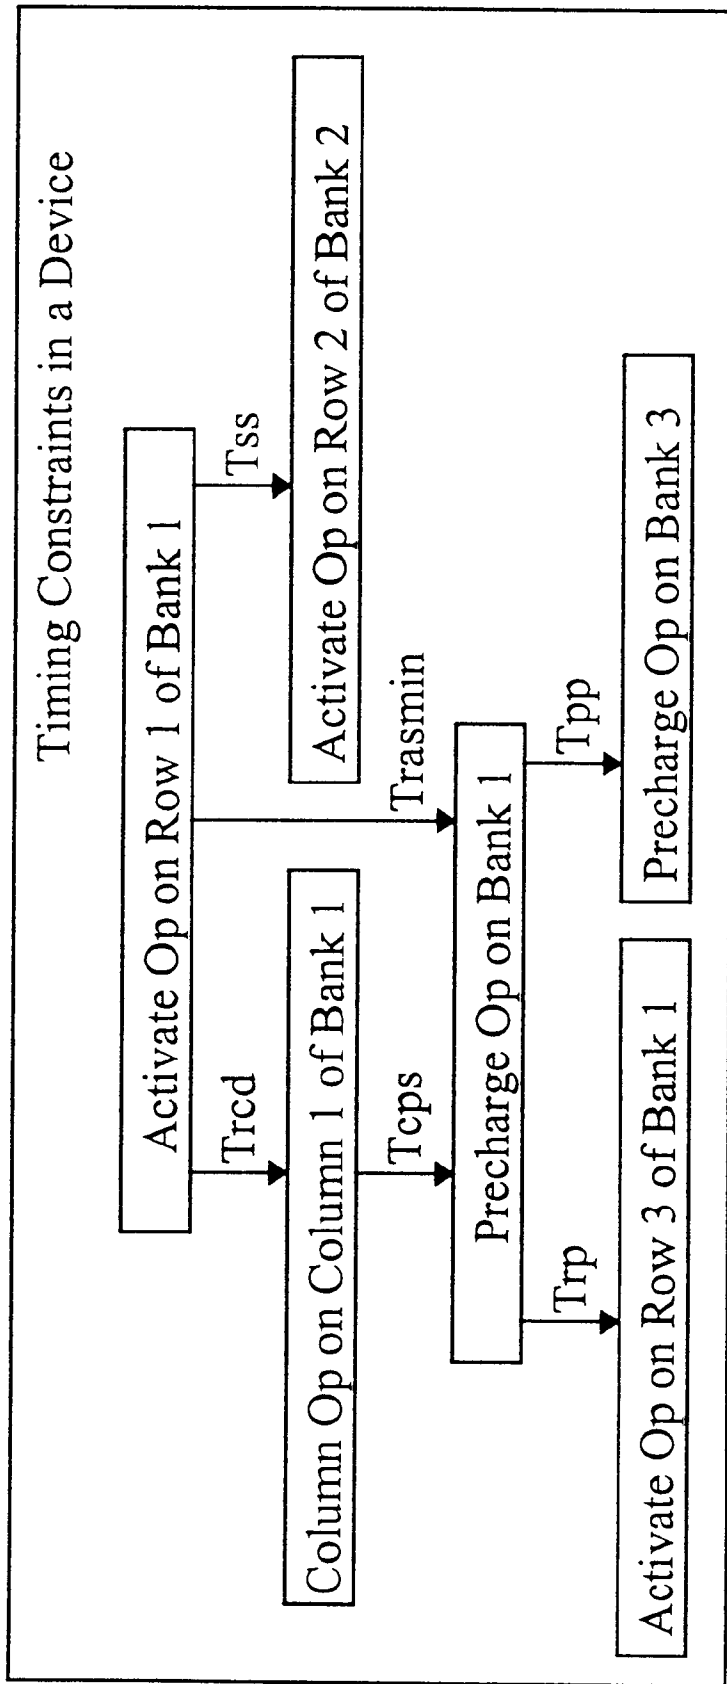 Timing Constraints in a Device
Activate Op on Row 1 of Bank 1
Trcd
Tss
Column Op on Column 1 of Bank 1
Activate Op on Row 2 of Bank 2
Tcps
Trasmin
Precharge Op on Bank 1
Trp
Tpp
Activate Op on Row 3 of Bank 1
Precharge Op on Bank 3